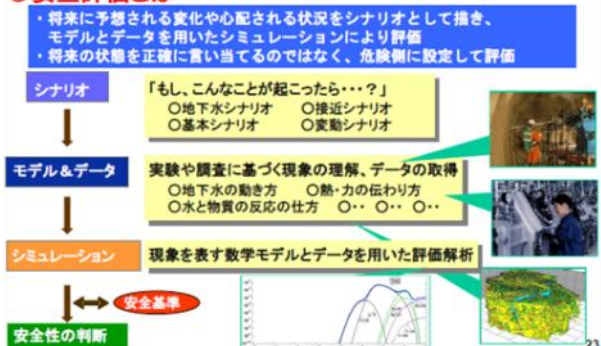 ●安全評価とは
・将来に予想される変化や心配される状況をシナリオとして描き、
モデルとデータを用いたシミュレーションにより評価
・将来の状態を正確に言い当てるのではなく、危険側に設定して評価
シナリオ
「もし、こんなことが起こったら・・・？」
○地下水シナリオ ○接近シナリオ
○基本シナリオ ○変動シナリオ
モデル＆データ
実験や調査に基づく現象の理解、データの取得
○地下水の動き方 ○熱・力の伝わり方
○水と物質の反応の仕方 ○・・ ○・・ ○・・
シミュレーション
現象を表す数学モデルとデータを用いた評価解析
安全基準
安全性の判断
23